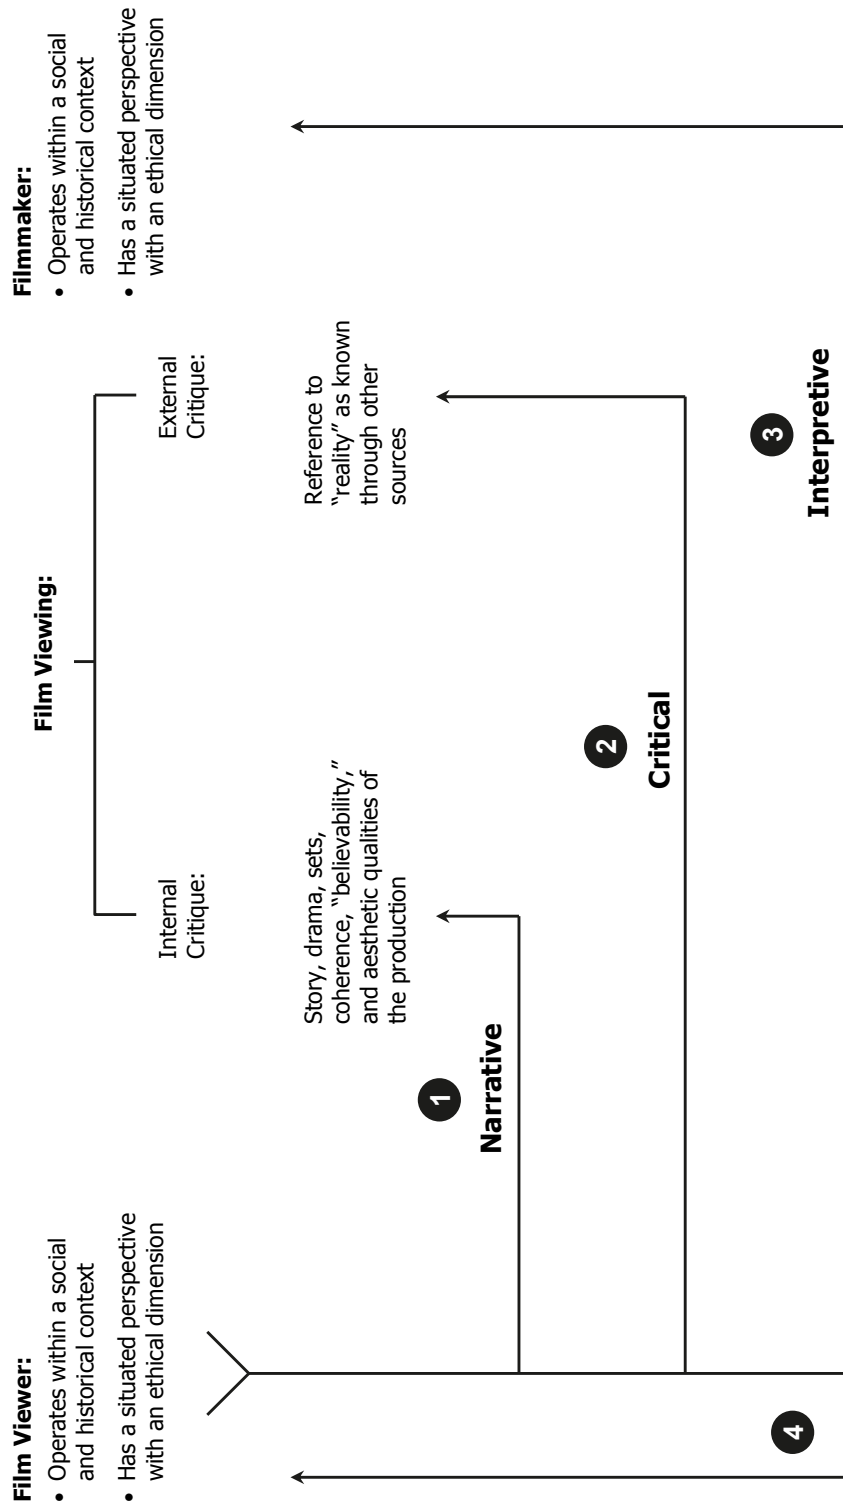 Film Viewer:
• Operates within a social
and historical context
• Has a situated perspective
with an ethical dimension
Film Viewing:
Internal
Critique:
Story, drama, sets,
coherence, “believability,”
and aesthetic qualities of
the production
External
Critique:
Reference to
“reality” as known
through other
sources
Filmmaker:
• Operates within a social
and historical context
• Has a situated perspective
with an ethical dimension
1
Narrative
2
Critical
3
Interpretive
4